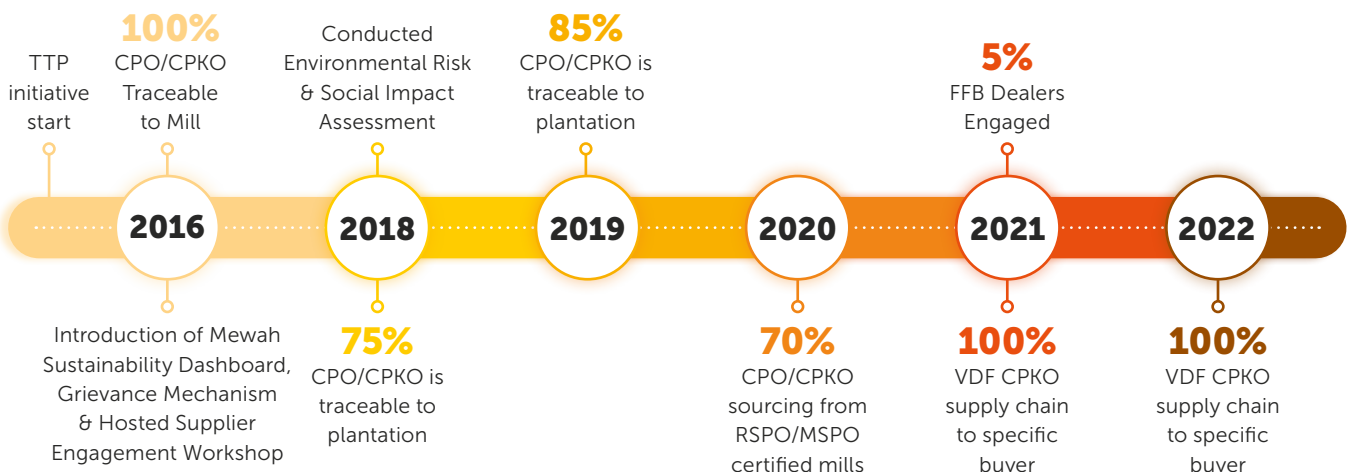 TTP
initiative
start
100%
CPO/CPKO
Traceable
to Mill
Conducted
Environmental Risk
& Social Impact
Assessment
85%
CPO/CPKO is
traceable to
plantation
5%
FFB Dealers
Engaged
2016
2018
2019
2020
2021
2022
Introduction of Mewah
Sustainability Dashboard,
Grievance Mechanism
& Hosted Supplier
Engagement Workshop
75%
CPO/CPKO is
traceable to
plantation
70%
CPO/CPKO
sourcing from
RSPO/MSPO
certified mills
100%
VDF CPKO
supply chain
to specific
buyer
100%
VDF CPKO
supply chain
to specific
buyer